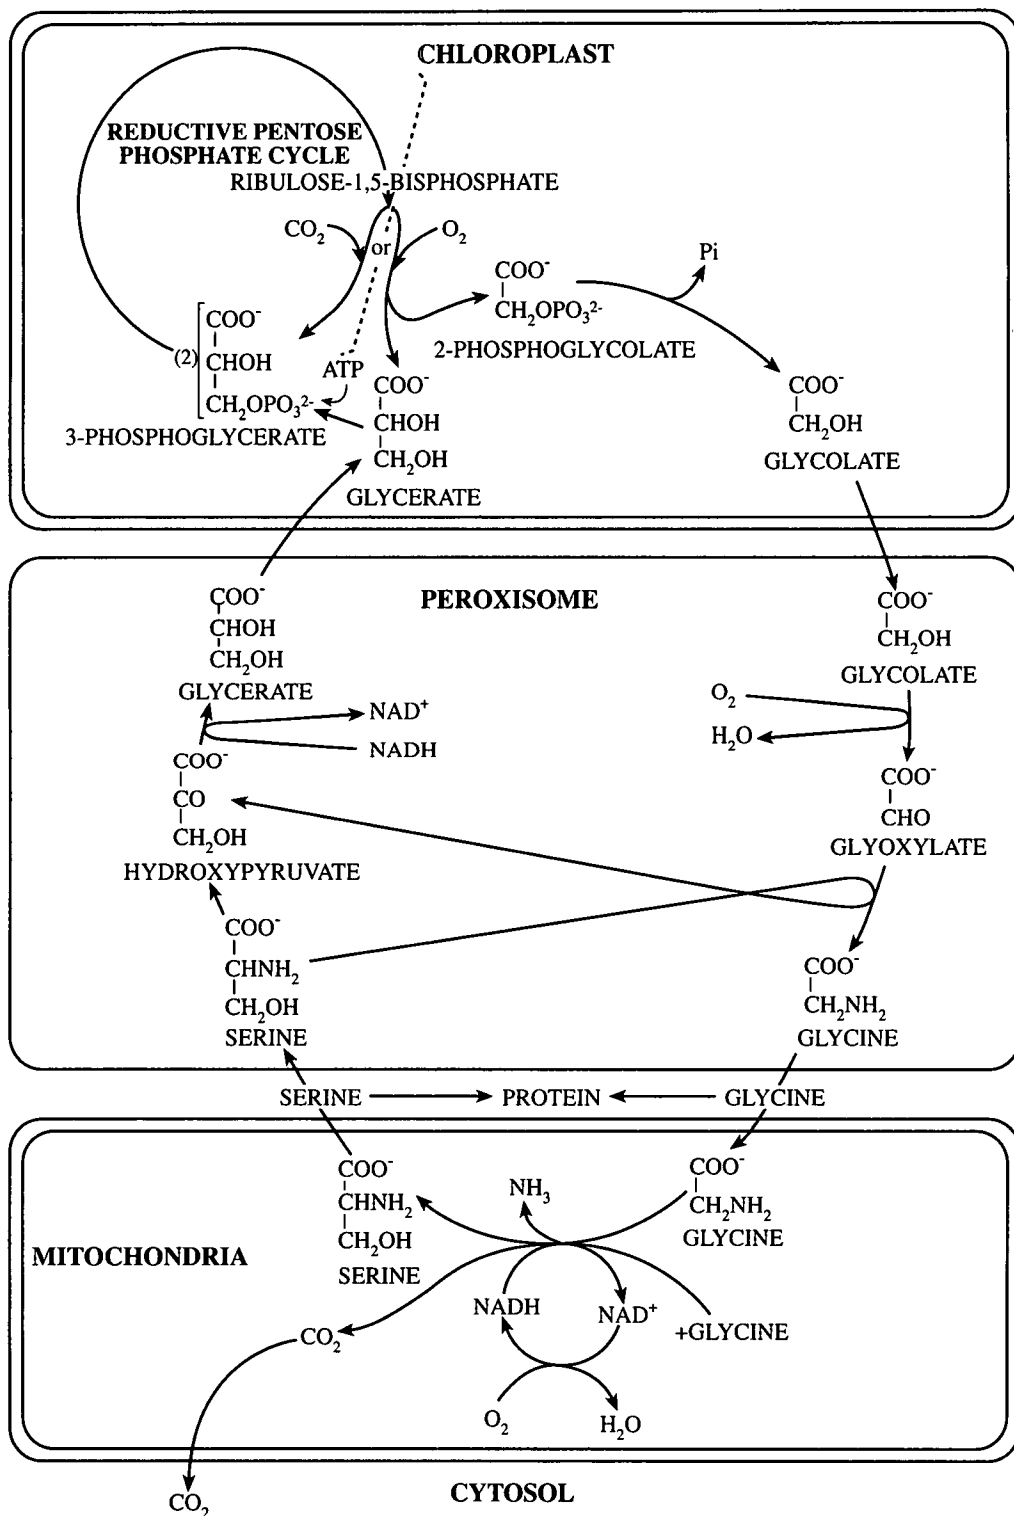 CHLOROPLAST
REDUCTIVE PENTOSE
PHOSPHATE CYCLE
RIBULOSE-1,5-BISPHOSPHATE
CO₂
or
O₂
COO⁻
CH₂OPO₃²⁻
2-PHOSPHOGLYCOLATE
Pi
(2)
COO⁻
CHOH
CH₂OPO₃²⁻
3-PHOSPHOGLYCERATE
ATP
COO⁻
CHOH
CH₂OH
GLYCERATE
COO⁻
CH₂OH
GLYCOLATE
PEROXISOME
COO⁻
CHOH
CH₂OH
GLYCERATE
COO⁻
CH₂OH
GLYCOLATE
NAD⁺
NADH
O₂
H₂O
COO⁻
CO
CH₂OH
HYDROXYPYRUVATE
COO⁻
CHO
GLYOXYLATE
COO⁻
CHNH₂
CH₂OH
SERINE
COO⁻
CH₂NH₂
GLYCINE
SERINE
PROTEIN
GLYCINE
MITOCHONDRIA
COO⁻
CHNH₂
CH₂OH
SERINE
NH₃
COO⁻
CH₂NH₂
GLYCINE
NADH
NAD⁺
+GLYCINE
CO₂
O₂
H₂O
CO₂
CYTOSOL